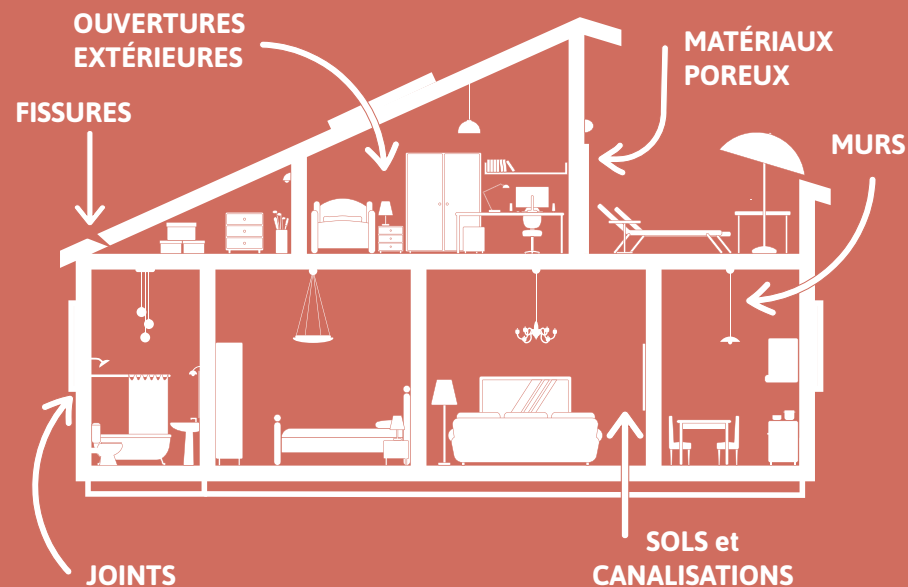 OUVERTURES
EXTÉRIEURES
MATÉRIAUX
POREUX
FISSURES
MURS
SOLS et
CANALISATIONS
JOINTS